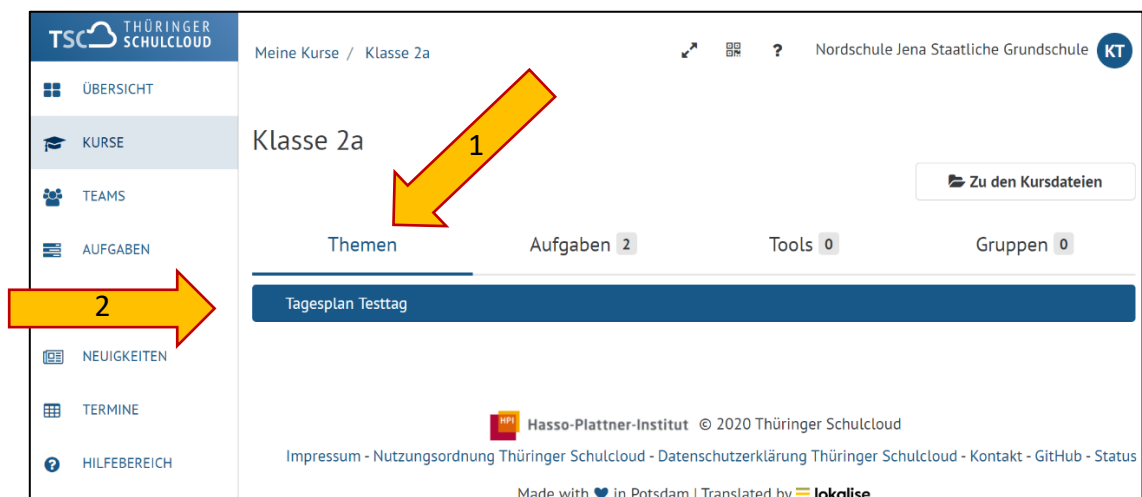 TSC THÜRINGER SCHULCLOUD
Meine Kurse / Klasse 2a
? Nordschule Jena Staatliche Grundschule KT
ÜBERSICHT
KURSE
TEAMS
AUFGABEN
NEUIGKEITEN
TERMINE
HILFEBEREICH
Klasse 2a
1
Zu den Kursdateien
Themen Aufgaben 2 Tools 0 Gruppen 0
2
Tagesplan Testtag
HPI Hasso-Plattner-Institut © 2020 Thüringer Schulcloud
Impressum - Nutzungsordnung Thüringer Schulcloud - Datenschutzerklärung Thüringer Schulcloud - Kontakt - GitHub - Status
Made with in Potsdam | Translated by lokalise